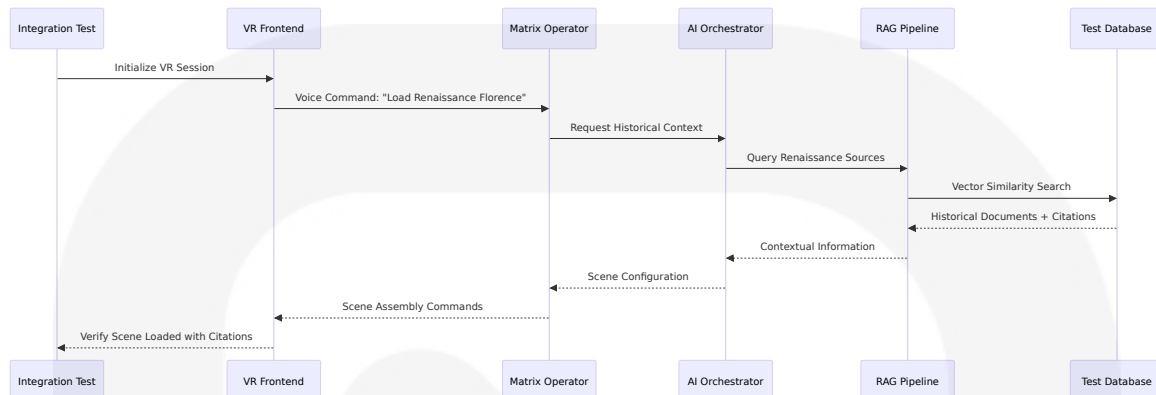 Integration Test
VR Frontend
Matrix Operator
AI Orchestrator
RAG Pipeline
Test Database
Initialize VR Session
Voice Command: "Load Renaissance Florence"
Request Historical Context
Query Renaissance Sources
Vector Similarity Search
Historical Documents + Citations
Contextual Information
Scene Configuration
Scene Assembly Commands
Verify Scene Loaded with Citations
Integration Test
VR Frontend
Matrix Operator
AI Orchestrator
RAG Pipeline
Test Database